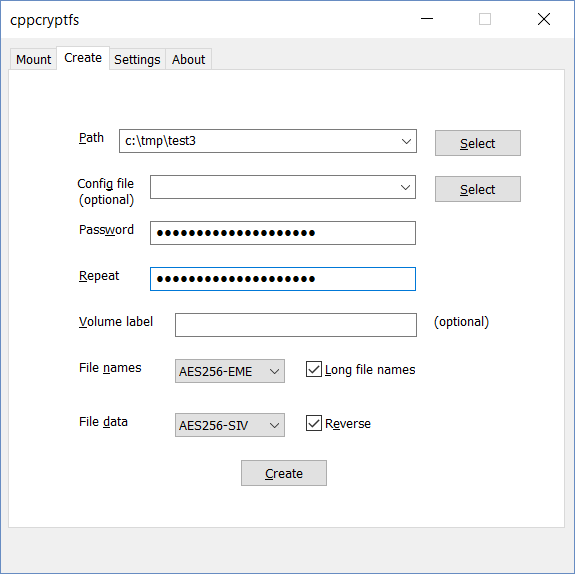 cppcryptfs
Mount Create Settings About
Path c:\tmp\test3 Select
Config file
(optional) Select
Password ●●●●●●●●●●●●●●●●●●●●
Repeat ●●●●●●●●●●●●●●●●●●●●
Volume label (optional)
File names AES256-EME Long file names
File data AES256-SIV Reverse
Create